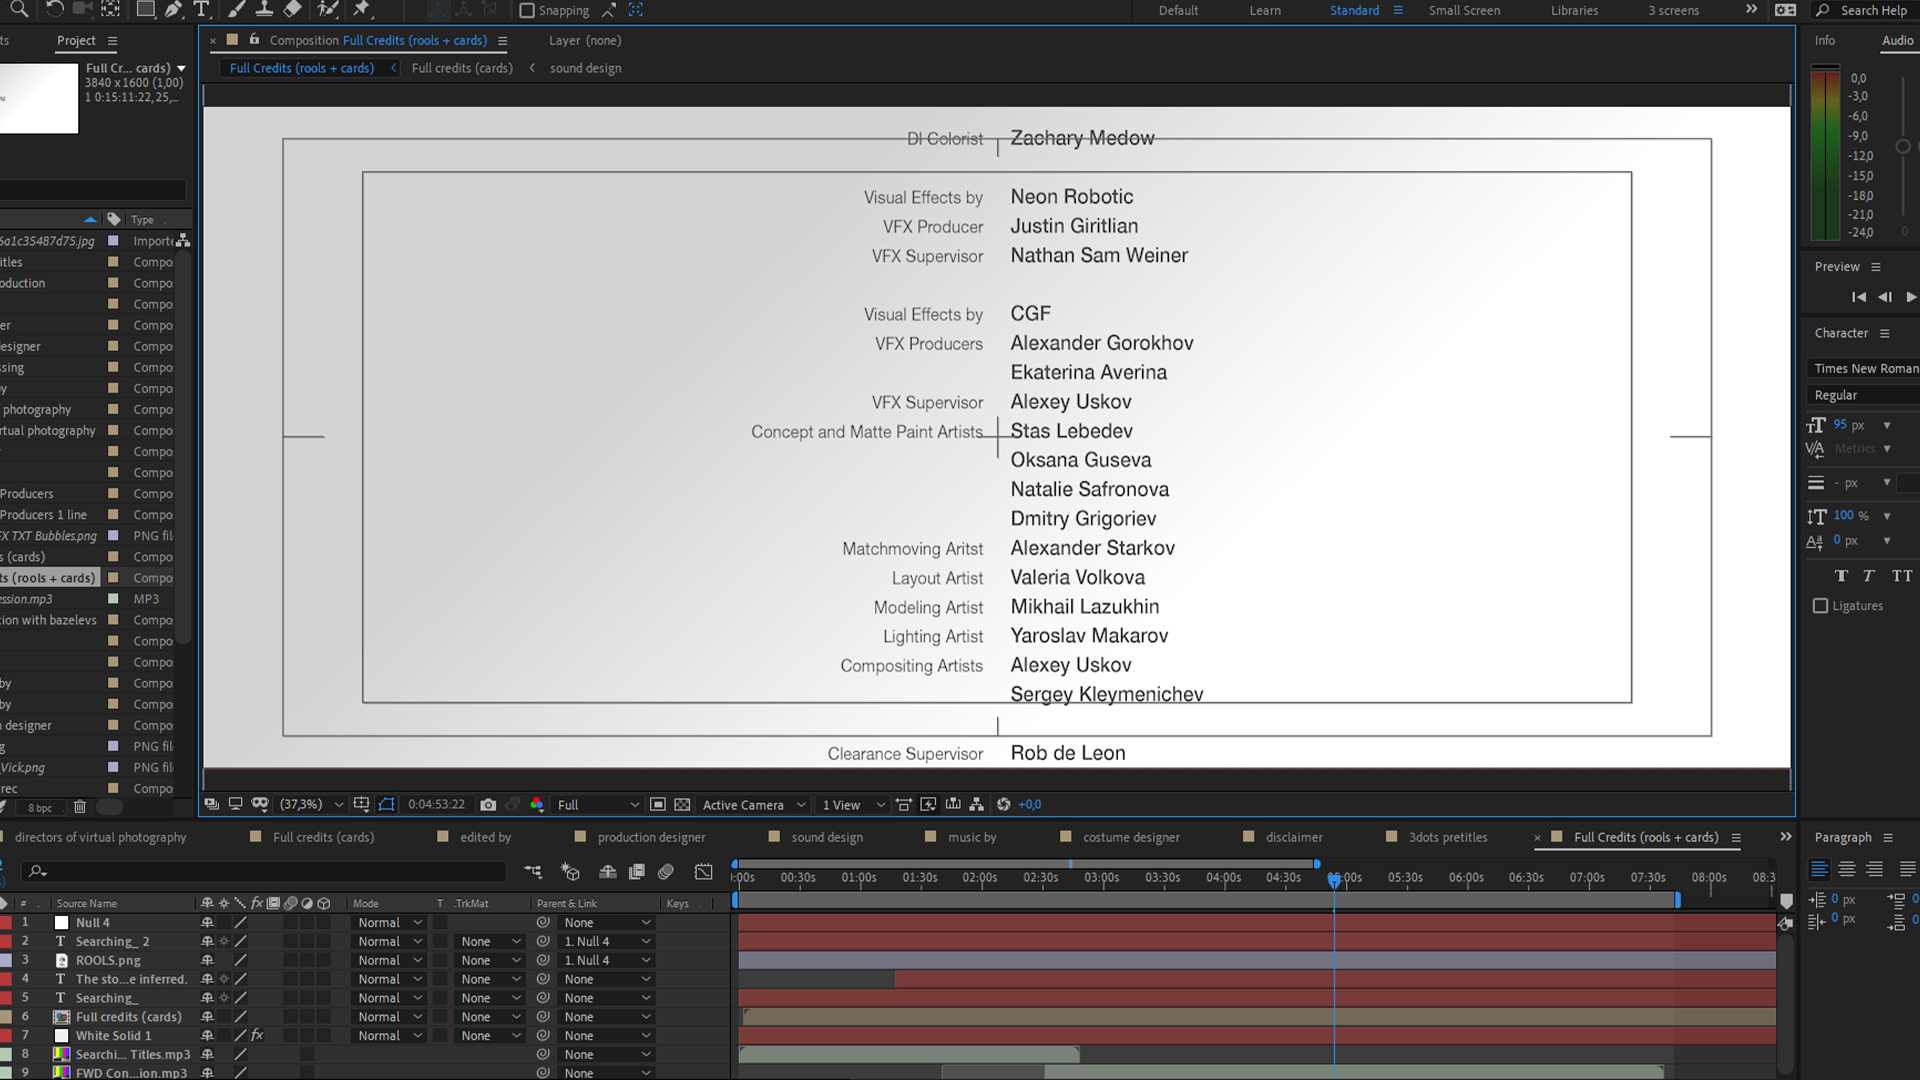 Snapping
Default
Learn
Standard
Small Screen
Libraries
3 screens
Search Help
ts
Project
Composition Full Credits (rools + cards)
Layer (none)
Info
Audio
Full Cr... cards)
3840 x 1600 (1,00)
1 0:15:11:22, 25,...
Full Credits (rools + cards)
Full credits (cards)
sound design
0,0
-3,0
-6,0
-9,0
-12,0
-15,0
-18,0
-21,0
-24,0
0
DI Colorist Zachary Medow
Visual Effects by Neon Robotic
VFX Producer Justin Giritlian
VFX Supervisor Nathan Sam Weiner
Visual Effects by CGF
VFX Producers Alexander Gorokhov
Ekaterina Averina
VFX Supervisor Alexey Uskov
Concept and Matte Paint Artists Stas Lebedev
Oksana Guseva
Natalie Safronova
Dmitry Grigoriev
Matchmoving Aritst Alexander Starkov
Layout Artist Valeria Volkova
Modeling Artist Mikhail Lazukhin
Lighting Artist Yaroslav Makarov
Compositing Artists Alexey Uskov
Sergey Kleymenichev
Clearance Supervisor Rob de Leon
Type
6a1c35487d75.jpg Importe
itles Compo
oduction Compo
Compo
er Compo
designer Compo
ssing Compo
y Compo
f photography Compo
rtual photography Compo
Compo
Compo
Producers Compo
Producers 1 line Compo
FX TXT Bubbles.png PNG fil
s (cards) Compo
ts (rools + cards) Compo
ession.mp3 MP3
tion with bazelevs Compo
Compo
Compo
by Compo
by Compo
n designer Compo
g PNG fil
_Vick.png PNG fil
rec Compo
8 bpc
Preview
Character
Times New Roman
Regular
95 px
Metrics
- px
100 %
0 px
T T TT
Ligatures
(37,3%)
0:04:53:22
Full
Active Camera
1 View
+0,0
directors of virtual photography
Full credits (cards)
edited by
production designer
sound design
music by
costume designer
disclaimer
3dots pretitles
Full Credits (rools + cards)
Paragraph
0 px
0
0 px
0
:00s 00:30s 01:00s 01:30s 02:00s 02:30s 03:00s 03:30s 04:00s 04:30s 05:00s 05:30s 06:00s 06:30s 07:00s 07:30s 08:00s 08:3
# Source Name fx Mode T .TrkMat Parent & Link Keys
1 Null 4 Normal None
2 Searching_ 2 Normal None 1. Null 4
3 ROOLS.png Normal None 1. Null 4
4 The sto...e inferred. Normal None None
5 Searching_ Normal None None
6 Full credits (cards) Normal None None
7 White Solid 1 fx Normal None None
8 Searchi... Titles.mp3 None
9 FWD Con...ion.mp3 None